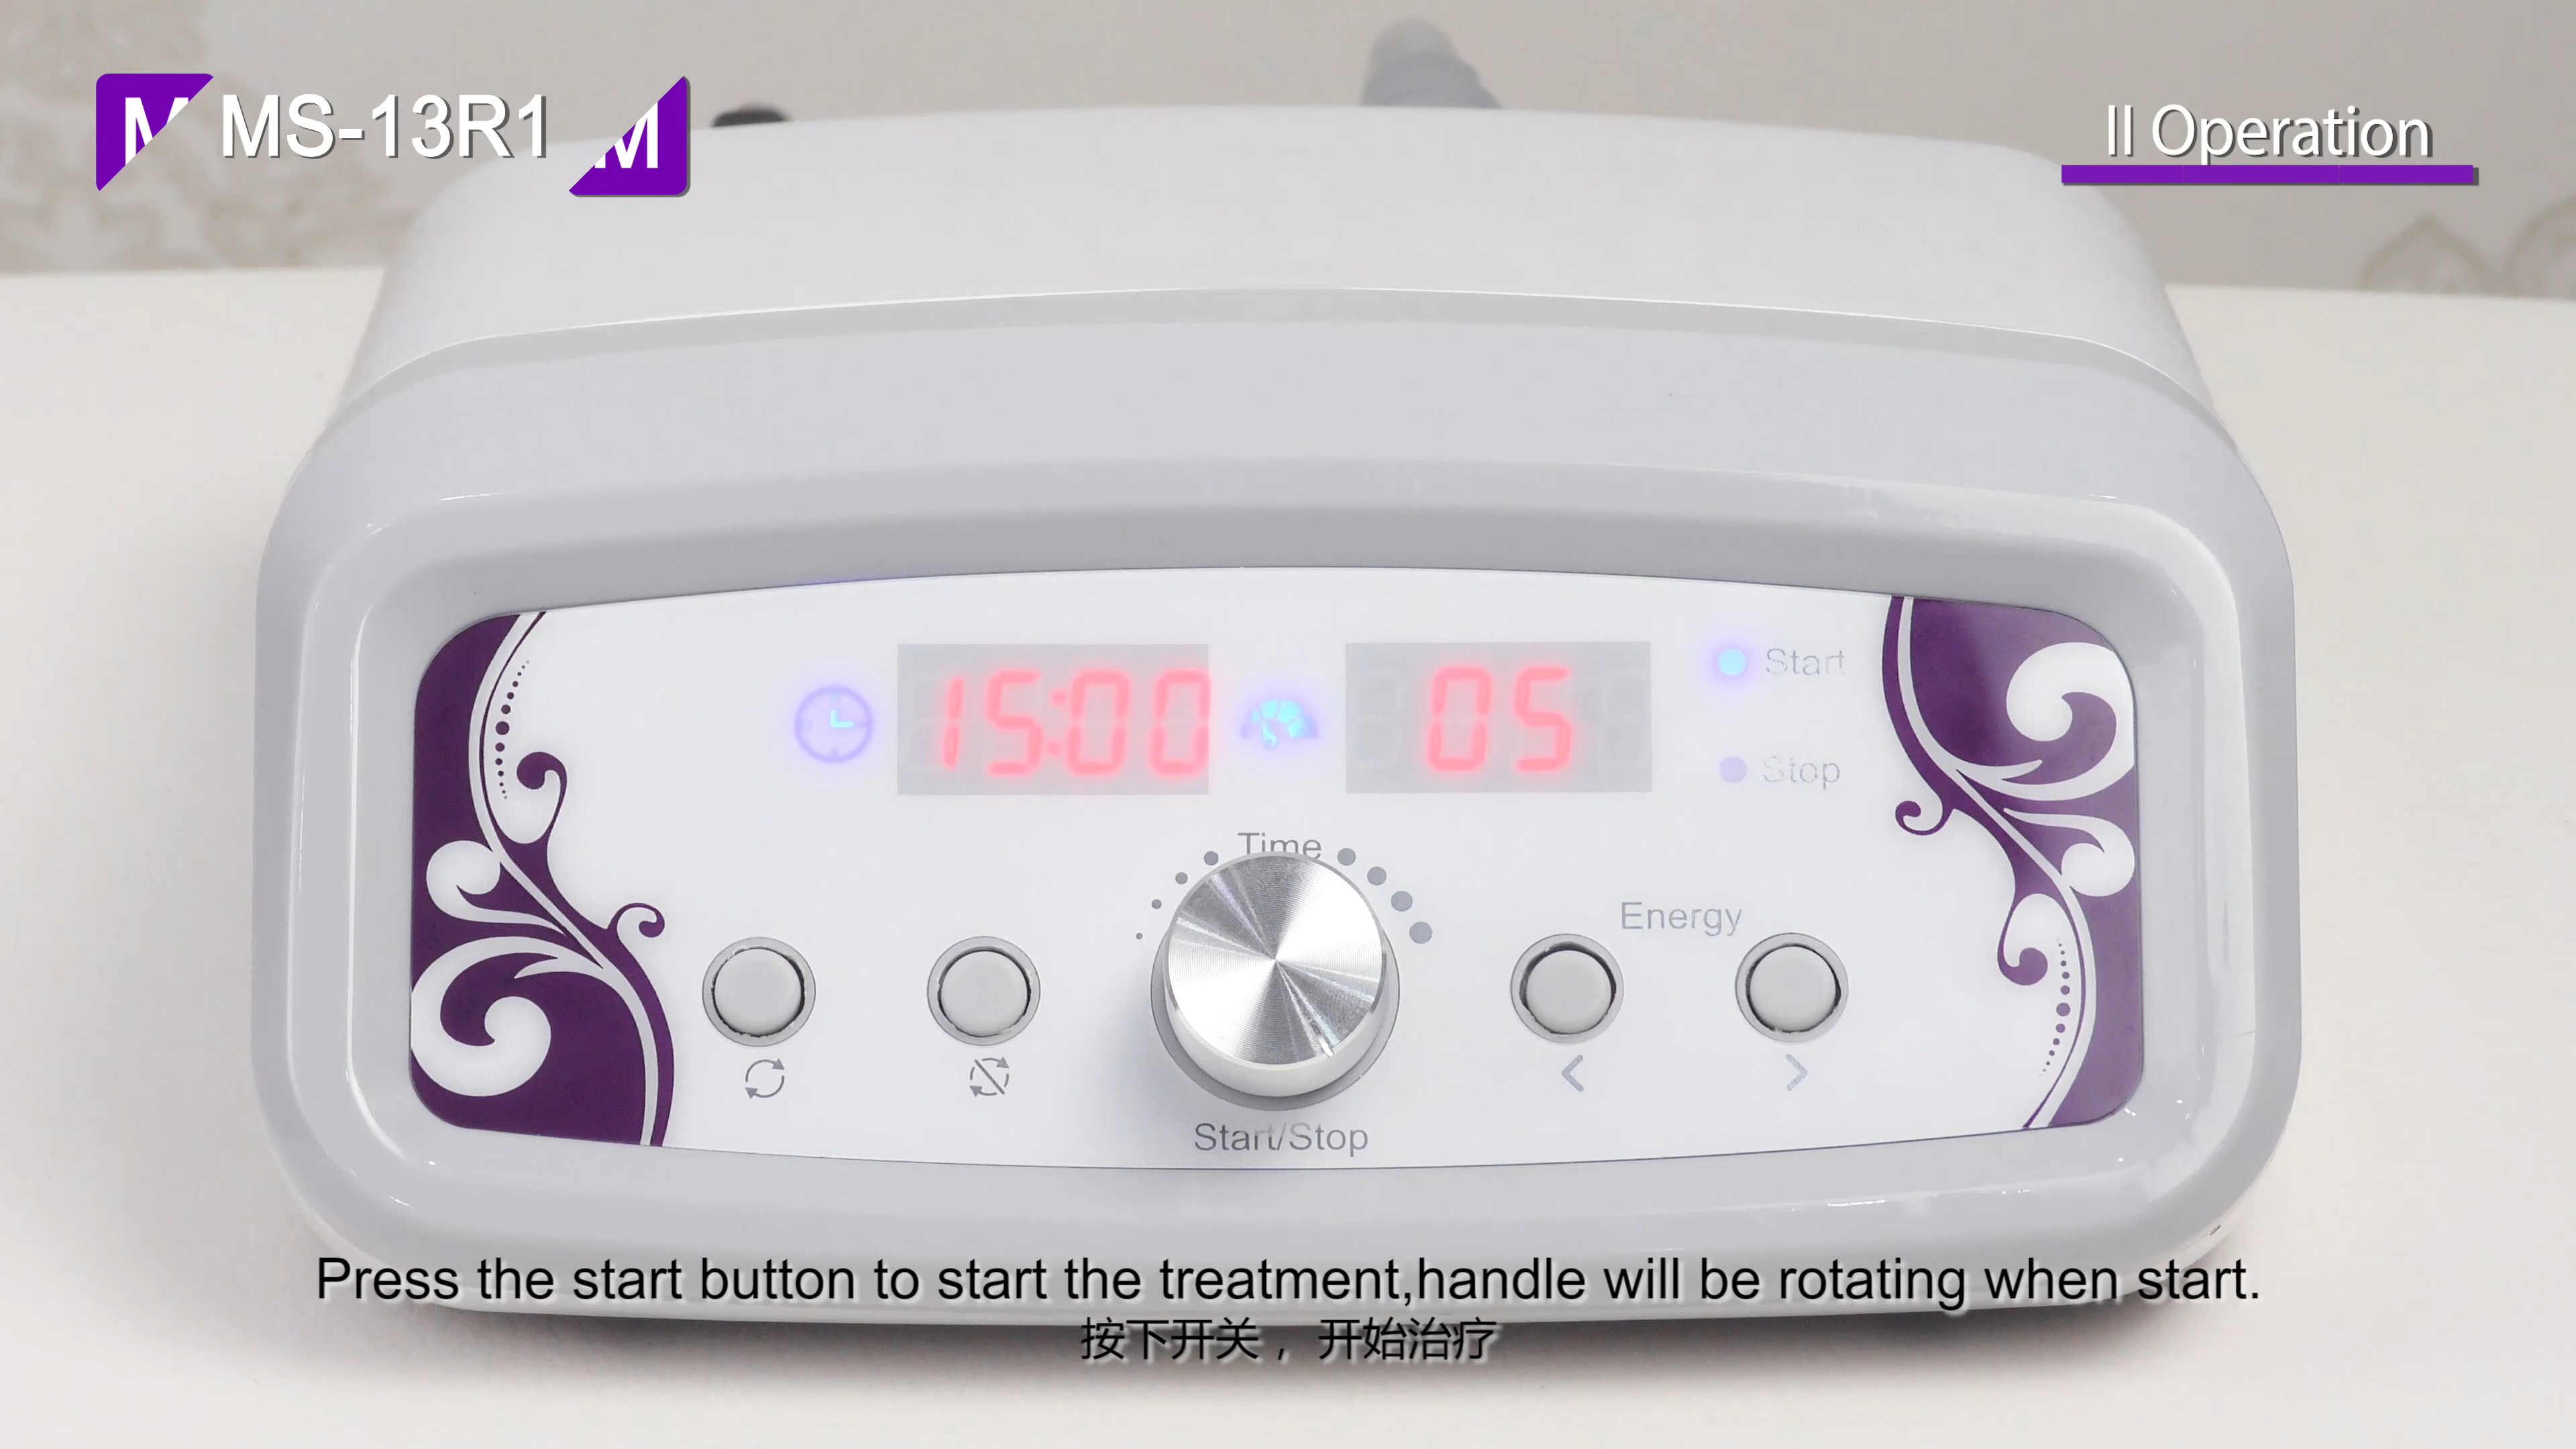 M MS-13R1 M
II Operation
15:00
05
Start
Stop
Time
Energy
Start/Stop
Press the start button to start the treatment,handle will be rotating when start.
按下开关，开始治疗